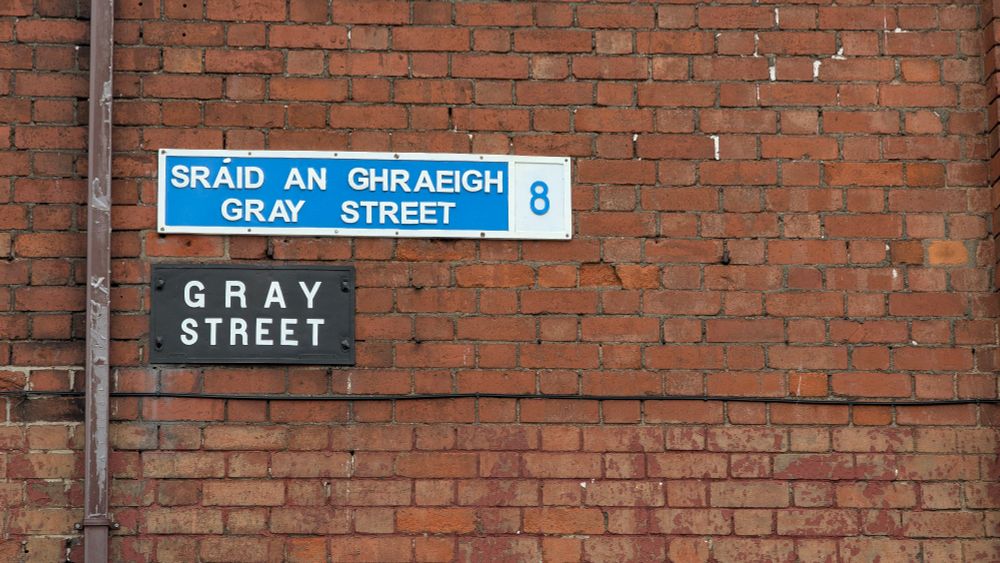 SRÁID AN GHRAEIGH
GRAY STREET
8
GRAY
STREET